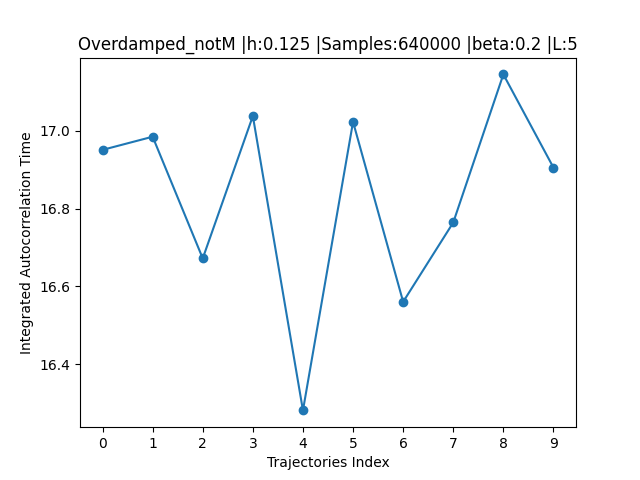 Overdamped_notM |h:0.125 |Samples:640000 |beta:0.2 |L:5
Integrated Autocorrelation Time
17.0
16.8
16.6
16.4
0 1 2 3 4 5 6 7 8 9
Trajectories Index